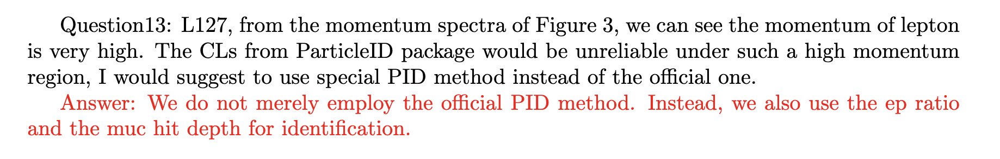 Question13: L127, from the momentum spectra of Figure 3, we can see the momentum of lepton
is very high. The CLs from ParticleID package would be unreliable under such a high momentum
region, I would suggest to use special PID method instead of the official one.
Answer: We do not merely employ the official PID method. Instead, we also use the ep ratio
and the muc hit depth for identification.